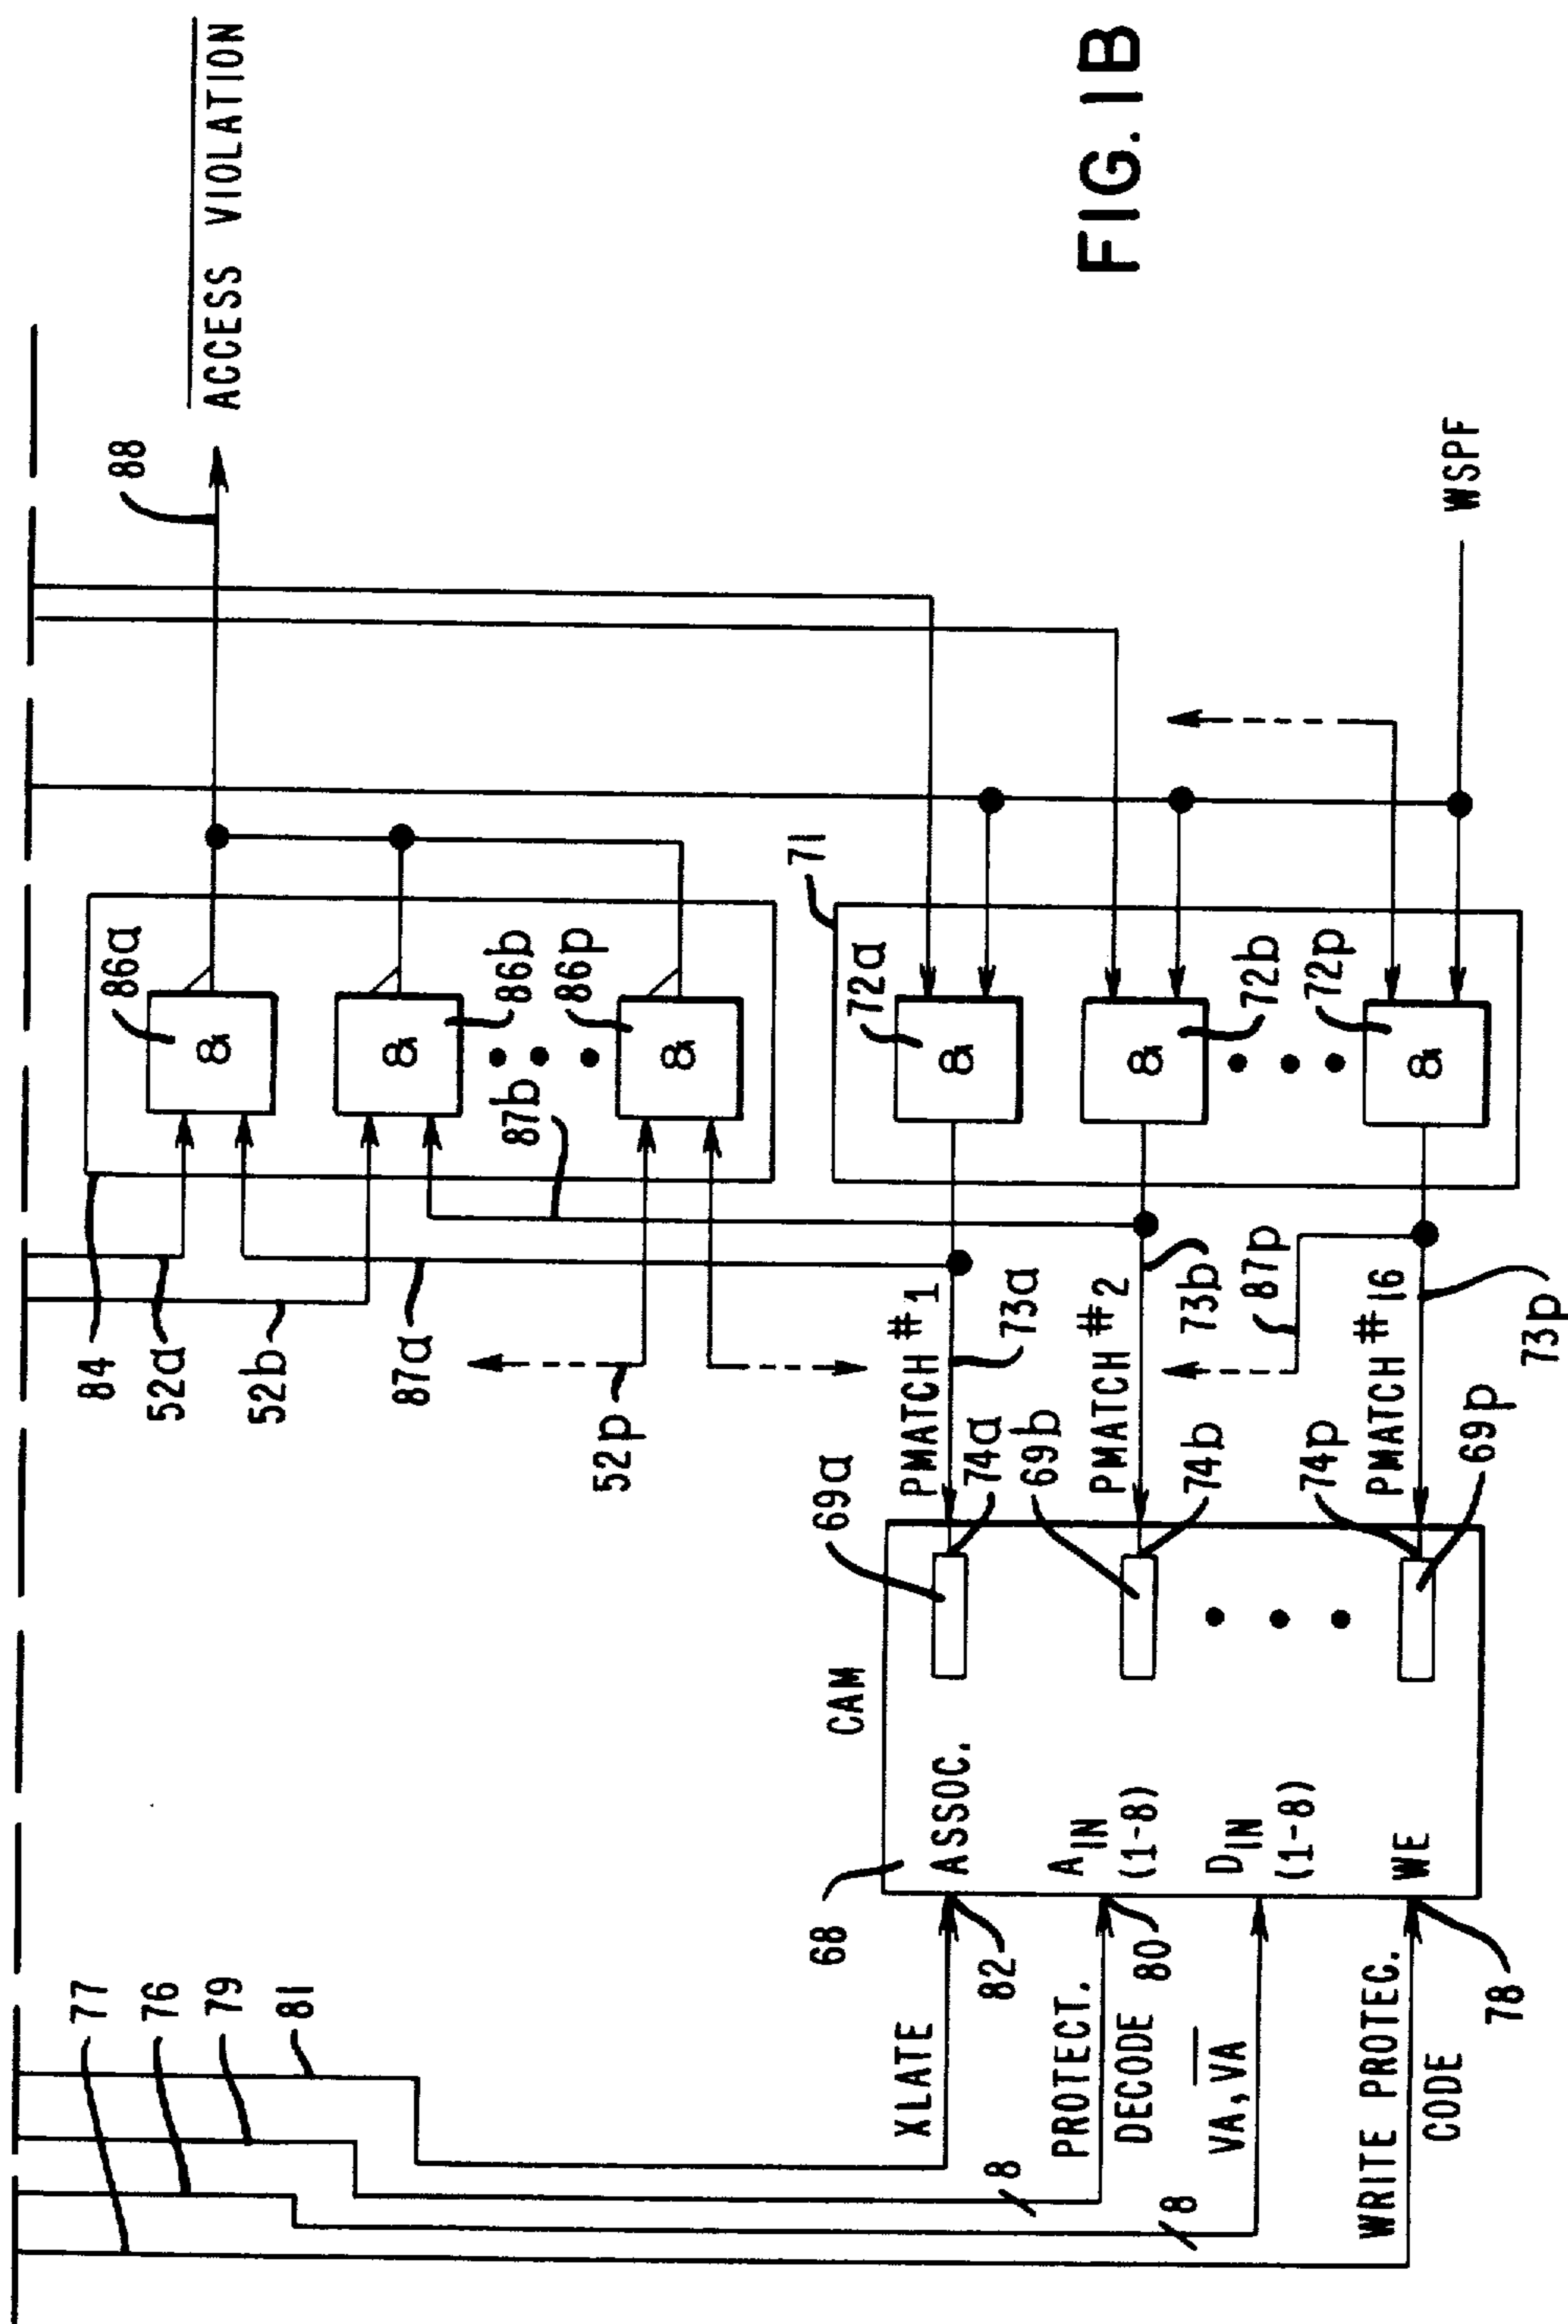 77
76
79
81
84
52a
52b
87a
52p
87b
86a
&
&
86b
86p
&
88
ACCESS VIOLATION
XLATE
PROTECT.
DECODE
8
8
VA, VA
WRITE PROTEC.
CODE
82
80
78
68
CAM
ASSOC.
A IN
(1-8)
D IN
(1-8)
WE
69a
74a
69b
74b
74p
69p
PMATCH #1
73a
PMATCH #2
73b
87p
PMATCH #16
73p
71
72a
&
&
72b
72p
&
WSPF
FIG. 1B